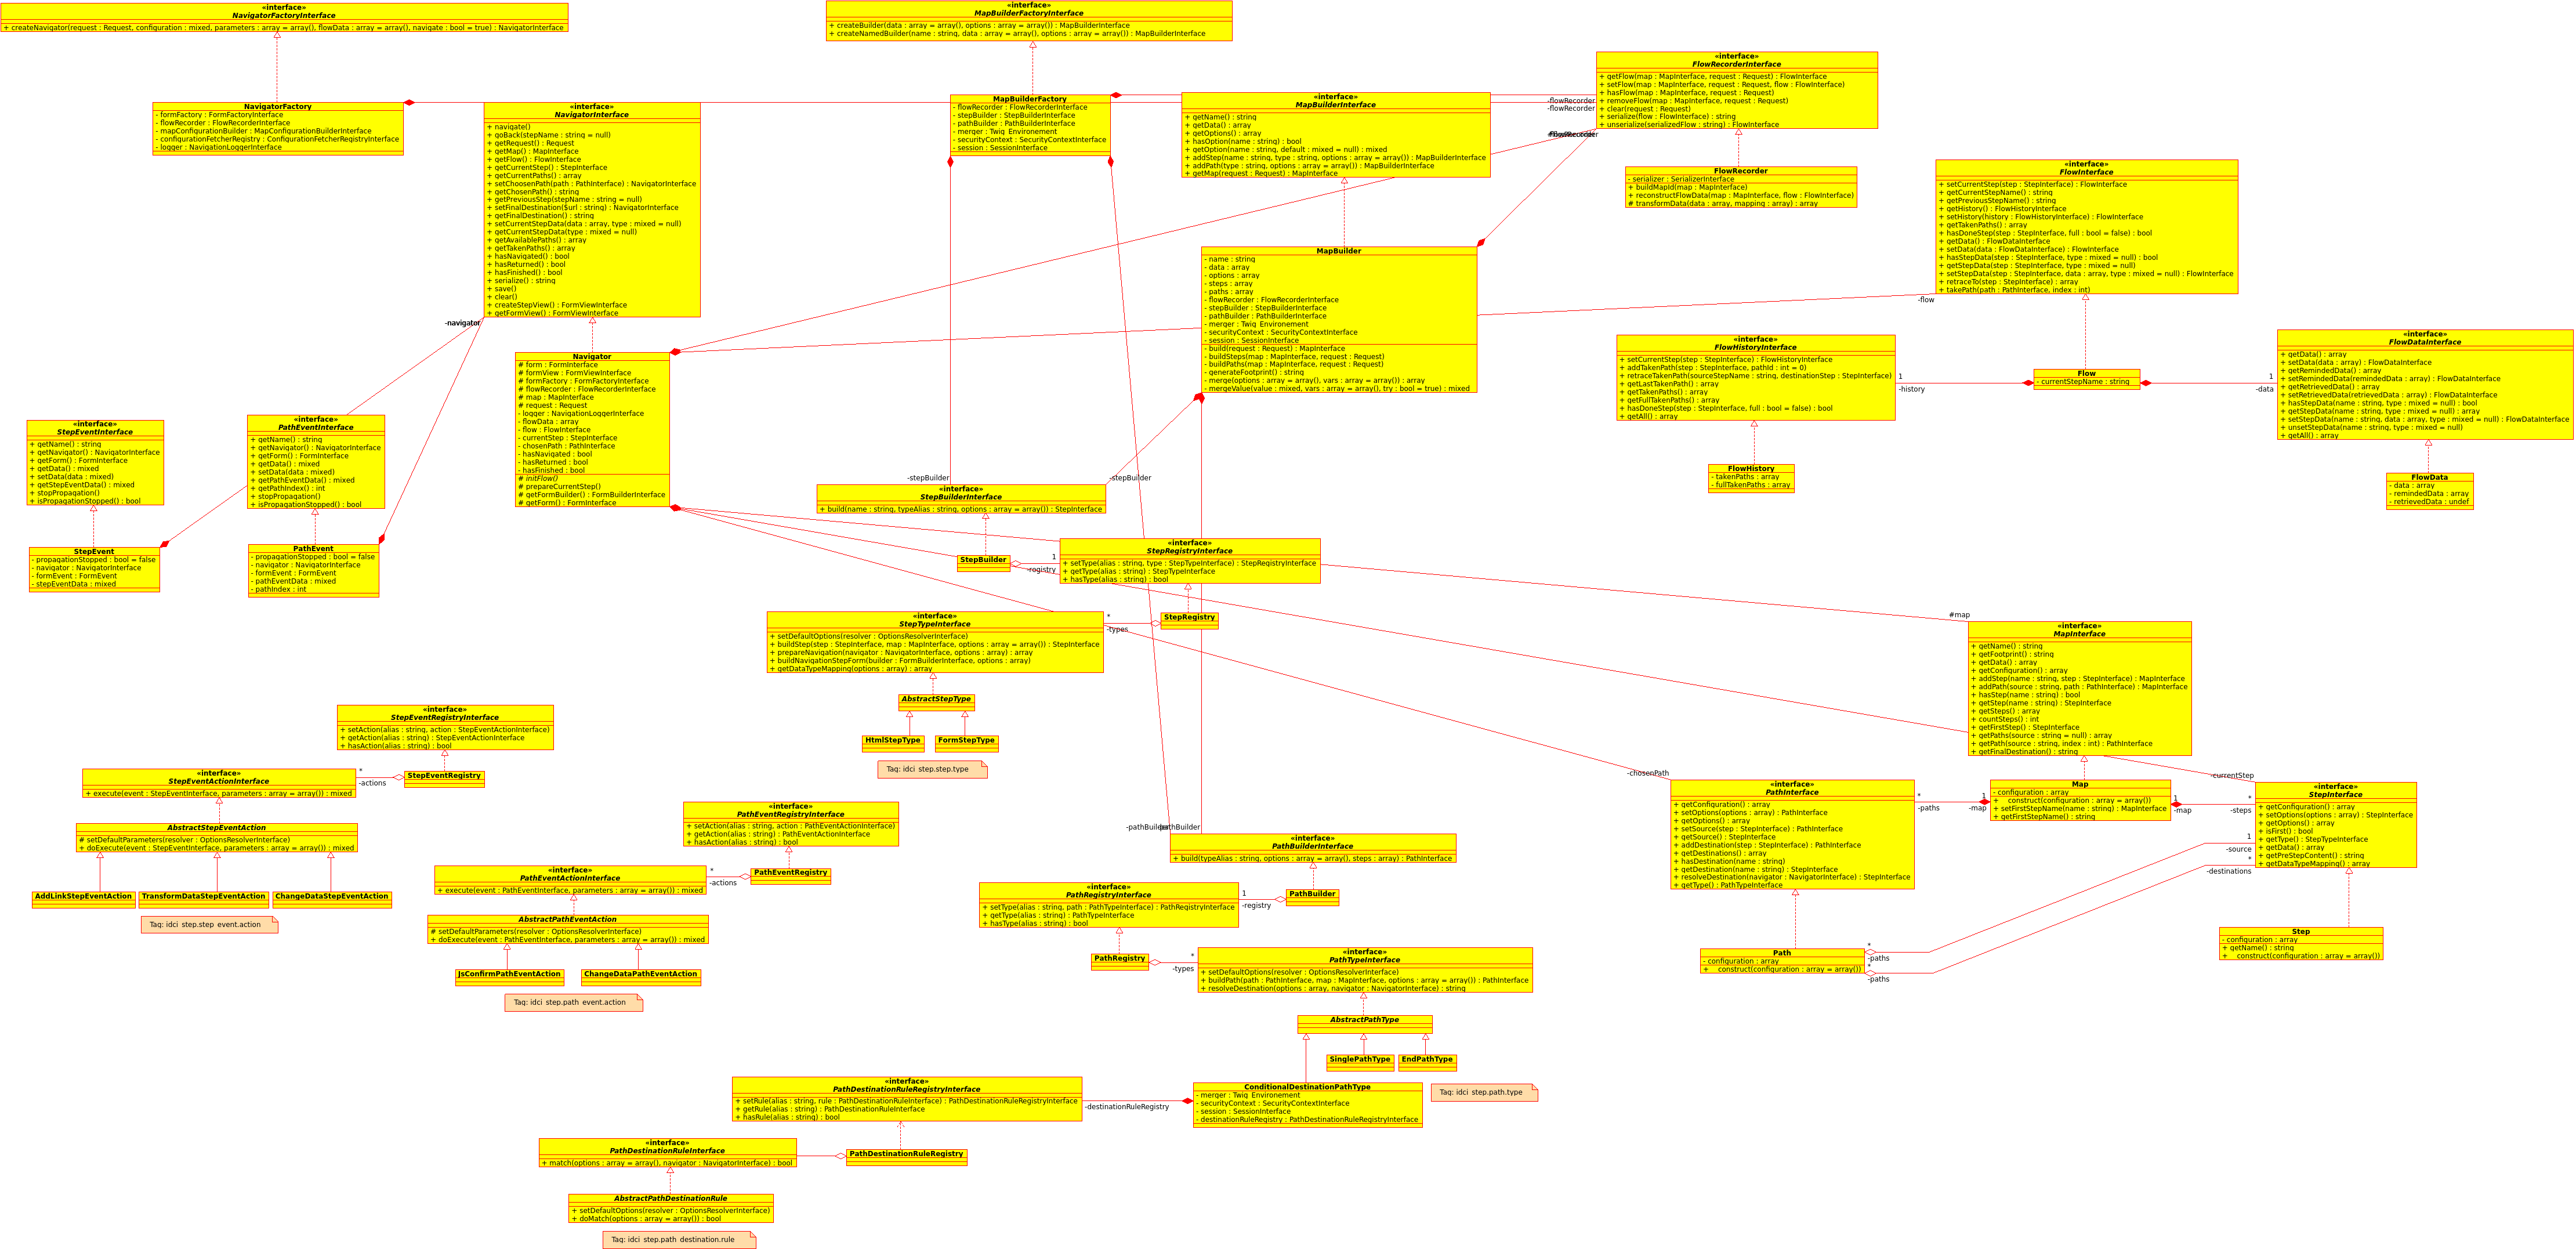 «interface»
NavigatorFactoryInterface
+ createNavigator(request : Request, configuration : mixed, parameters : array = array(), flowData : array = array(), navigate : bool = true) : NavigatorInterface
«interface»
MapBuilderFactoryInterface
+ createBuilder(data : array = array(), options : array = array()) : MapBuilderInterface
+ createNamedBuilder(name : string, data : array = array(), options : array = array()) : MapBuilderInterface
NavigatorFactory
- formFactory : FormFactoryInterface
- flowRecorder : FlowRecorderInterface
- mapConfigurationBuilder : MapConfigurationBuilderInterface
- configurationFetcherRegistry : ConfigurationFetcherRegistryInterface
- logger : NavigationLoggerInterface
«interface»
NavigatorInterface
+ navigate()
+ goBack(stepName : string = null)
+ getRequest() : Request
+ getMap() : MapInterface
+ getFlow() : FlowInterface
+ getCurrentStep() : StepInterface
+ getCurrentPaths() : array
+ setChoosenPath(path : PathInterface) : NavigatorInterface
+ getChosenPath() : string
+ getPreviousStep(stepName : string = null)
+ setFinalDestination($url : string) : NavigatorInterface
+ getFinalDestination() : string
+ setCurrentStepData(data : array, type : mixed = null)
+ getCurrentStepData(type : mixed = null)
+ getAvailablePaths() : array
+ getTakenPaths() : array
+ hasNavigated() : bool
+ hasReturned() : bool
+ hasFinished() : bool
+ serialize() : string
+ save()
+ clear()
+ createStepView() : FormViewInterface
+ getFormView() : FormViewInterface
MapBuilderFactory
- flowRecorder : FlowRecorderInterface
- stepBuilder : StepBuilderInterface
- pathBuilder : PathBuilderInterface
- merger : Twig_Environement
- securityContext : SecurityContextInterface
- session : SessionInterface
«interface»
MapBuilderInterface
+ getName() : string
+ getData() : array
+ getOptions() : array
+ hasOption(name : string) : bool
+ getOption(name : string, default : mixed = null) : mixed
+ addStep(name : string, type : string, options : array = array()) : MapBuilderInterface
+ addPath(type : string, options : array = array()) : MapBuilderInterface
+ getMap(request : Request) : MapInterface
«interface»
FlowRecorderInterface
+ getFlow(map : MapInterface, request : Request) : FlowInterface
+ setFlow(map : MapInterface, request : Request, flow : FlowInterface)
+ hasFlow(map : MapInterface, request : Request)
+ removeFlow(map : MapInterface, request : Request)
+ clear(request : Request)
+ serialize(flow : FlowInterface) : string
+ unserialize(serializedFlow : string) : FlowInterface
-flowRecorder
-flowRecorder
#flowRecorder
FlowRecorder
- serializer : SerializerInterface
+ buildMapId(map : MapInterface)
+ reconstructFlowData(map : MapInterface, flow : FlowInterface)
# transformData(data : array, mapping : array) : array
«interface»
FlowInterface
+ setCurrentStep(step : StepInterface) : FlowInterface
+ getCurrentStepName() : string
+ getPreviousStepName() : string
+ getHistory() : FlowHistoryInterface
+ setHistory(history : FlowHistoryInterface) : FlowInterface
+ getTakenPaths() : array
+ hasDoneStep(step : StepInterface, full : bool = false) : bool
+ getData() : FlowDataInterface
+ setData(data : FlowDataInterface) : FlowInterface
+ hasStepData(step : StepInterface, type : mixed = null) : bool
+ getStepData(step : StepInterface, type : mixed = null)
+ setStepData(step : StepInterface, data : array, type : mixed = null) : FlowInterface
+ retraceTo(step : StepInterface) : array
+ takePath(path : PathInterface, index : int)
-flow
MapBuilder
- name : string
- data : array
- options : array
- steps : array
- paths : array
- flowRecorder : FlowRecorderInterface
- stepBuilder : StepBuilderInterface
- pathBuilder : PathBuilderInterface
- merger : Twig_Environement
- securityContext : SecurityContextInterface
- session : SessionInterface
- build(request : Request) : MapInterface
- buildSteps(map : MapInterface, request : Request)
- buildPaths(map : MapInterface, request : Request)
- generateFootprint() : string
- merge(options : array = array(), vars : array = array()) : array
- mergeValue(value : mixed, vars : array = array(), try : bool = true) : mixed
-navigator
Navigator
# form : FormInterface
# formView : FormViewInterface
# formFactory : FormFactoryInterface
# flowRecorder : FlowRecorderInterface
# map : MapInterface
# request : Request
- logger : NavigationLoggerInterface
- flowData : array
- flow : FlowInterface
- currentStep : StepInterface
- chosenPath : PathInterface
- hasNavigated : bool
- hasReturned : bool
- hasFinished : bool
# initFlow()
# prepareCurrentStep()
# getFormBuilder() : FormBuilderInterface
# getForm() : FormInterface
«interface»
FlowHistoryInterface
+ setCurrentStep(step : StepInterface) : FlowHistoryInterface
+ addTakenPath(step : StepInterface, pathId : int = 0)
+ retraceTakenPath(sourceStepName : string, destinationStep : StepInterface)
+ getLastTakenPath() : array
+ getTakenPaths() : array
+ getFullTakenPaths() : array
+ hasDoneStep(step : StepInterface, full : bool = false) : bool
+ getAll() : array
1
-history
Flow
- currentStepName : string
1
-data
«interface»
FlowDataInterface
+ getData() : array
+ setData(data : array) : FlowDataInterface
+ getRemindedData() : array
+ setRemindedData(remindedData : array) : FlowDataInterface
+ getRetrievedData() : array
+ setRetrievedData(retrievedData : array) : FlowDataInterface
+ hasStepData(name : string, type : mixed = null) : bool
+ getStepData(name : string, type : mixed = null) : array
+ setStepData(name : string, data : array, type : mixed = null) : FlowDataInterface
+ unsetStepData(name : string, type : mixed = null)
+ getAll() : array
FlowHistory
- takenPaths : array
- fullTakenPaths : array
FlowData
- data : array
- remindedData : array
- retrievedData : undef
«interface»
StepEventInterface
+ getName() : string
+ getNavigator() : NavigatorInterface
+ getForm() : FormInterface
+ getData() : mixed
+ setData(data : mixed)
+ getStepEventData() : mixed
+ stopPropagation()
+ isPropagationStopped() : bool
«interface»
PathEventInterface
+ getName() : string
+ getNavigator() : NavigatorInterface
+ getForm() : FormInterface
+ getData() : mixed
+ setData(data : mixed)
+ getPathEventData() : mixed
+ getPathIndex() : int
+ stopPropagation()
+ isPropagationStopped() : bool
StepEvent
- propagationStopped : bool = false
- navigator : NavigatorInterface
- formEvent : FormEvent
- stepEventData : mixed
PathEvent
- propagationStopped : bool = false
- navigator : NavigatorInterface
- formEvent : FormEvent
- pathEventData : mixed
- pathIndex : int
-stepBuilder
-stepBuilder
«interface»
StepBuilderInterface
+ build(name : string, typeAlias : string, options : array = array()) : StepInterface
StepBuilder
1
-registry
«interface»
StepRegistryInterface
+ setType(alias : string, type : StepTypeInterface) : StepRegistryInterface
+ getType(alias : string) : StepTypeInterface
+ hasType(alias : string) : bool
StepRegistry
*
-types
«interface»
StepTypeInterface
+ setDefaultOptions(resolver : OptionsResolverInterface)
+ buildStep(step : StepInterface, map : MapInterface, options : array = array()) : StepInterface
+ prepareNavigation(navigator : NavigatorInterface, options : array) : array
+ buildNavigationStepForm(builder : FormBuilderInterface, options : array)
+ getDataTypeMapping(options : array) : array
AbstractStepType
HtmlStepType
FormStepType
Tag: idci_step.step.type
#map
«interface»
MapInterface
+ getName() : string
+ getFootprint() : string
+ getData() : array
+ getConfiguration() : array
+ addStep(name : string, step : StepInterface) : MapInterface
+ addPath(source : string, path : PathInterface) : MapInterface
+ hasStep(name : string) : bool
+ getStep(name : string) : StepInterface
+ getSteps() : array
+ countSteps() : int
+ getFirstStep() : StepInterface
+ getPaths(source : string = null) : array
+ getPath(source : string, index : int) : PathInterface
+ getFinalDestination() : string
«interface»
StepEventRegistryInterface
+ setAction(alias : string, action : StepEventActionInterface)
+ getAction(alias : string) : StepEventActionInterface
+ hasAction(alias : string) : bool
StepEventRegistry
*
-actions
«interface»
StepEventActionInterface
+ execute(event : StepEventInterface, parameters : array = array()) : mixed
AbstractStepEventAction
# setDefaultParameters(resolver : OptionsResolverInterface)
+ doExecute(event : StepEventInterface, parameters : array = array()) : mixed
AddLinkStepEventAction
TransformDataStepEventAction
ChangeDataStepEventAction
Tag: idci_step.step_event.action
«interface»
PathEventRegistryInterface
+ setAction(alias : string, action : PathEventActionInterface)
+ getAction(alias : string) : PathEventActionInterface
+ hasAction(alias : string) : bool
PathEventRegistry
*
-actions
«interface»
PathEventActionInterface
+ execute(event : PathEventInterface, parameters : array = array()) : mixed
AbstractPathEventAction
# setDefaultParameters(resolver : OptionsResolverInterface)
+ doExecute(event : PathEventInterface, parameters : array = array()) : mixed
JsConfirmPathEventAction
ChangeDataPathEventAction
Tag: idci_step.path_event.action
-pathBuilder
-pathBuilder
«interface»
PathBuilderInterface
+ build(typeAlias : string, options : array = array(), steps : array) : PathInterface
PathBuilder
1
-registry
«interface»
PathRegistryInterface
+ setType(alias : string, path : PathTypeInterface) : PathRegistryInterface
+ getType(alias : string) : PathTypeInterface
+ hasType(alias : string) : bool
PathRegistry
*
-types
«interface»
PathTypeInterface
+ setDefaultOptions(resolver : OptionsResolverInterface)
+ buildPath(path : PathInterface, map : MapInterface, options : array = array()) : PathInterface
+ resolveDestination(options : array, navigator : NavigatorInterface) : string
AbstractPathType
SinglePathType
EndPathType
ConditionalDestinationPathType
- merger : Twig_Environement
- securityContext : SecurityContextInterface
- session : SessionInterface
- destinationRuleRegistry : PathDestinationRuleRegistryInterface
Tag: idci_step.path.type
-destinationRuleRegistry
«interface»
PathDestinationRuleRegistryInterface
+ setRule(alias : string, rule : PathDestinationRuleInterface) : PathDestinationRuleRegistryInterface
+ getRule(alias : string) : PathDestinationRuleInterface
+ hasRule(alias : string) : bool
PathDestinationRuleRegistry
«interface»
PathDestinationRuleInterface
+ match(options : array = array(), navigator : NavigatorInterface) : bool
AbstractPathDestinationRule
+ setDefaultOptions(resolver : OptionsResolverInterface)
+ doMatch(options : array = array()) : bool
Tag: idci_step.path_destination.rule
-chosenPath
«interface»
PathInterface
+ getConfiguration() : array
+ setOptions(options : array) : PathInterface
+ getOptions() : array
+ setSource(step : StepInterface) : PathInterface
+ getSource() : StepInterface
+ addDestination(step : StepInterface) : PathInterface
+ getDestinations() : array
+ hasDestination(name : string)
+ getDestination(name : string) : StepInterface
+ resolveDestination(navigator : NavigatorInterface) : StepInterface
+ getType() : PathTypeInterface
*
-paths
1
-map
Map
- configuration : array
+ __construct(configuration : array = array())
+ setFirstStepName(name : string) : MapInterface
+ getFirstStepName() : string
1
-map
*
-steps
-currentStep
«interface»
StepInterface
+ getConfiguration() : array
+ setOptions(options : array) : StepInterface
+ getOptions() : array
+ isFirst() : bool
+ getType() : StepTypeInterface
+ getData() : array
+ getPreStepContent() : string
+ getDataTypeMapping() : array
1
-source
*
-destinations
Path
- configuration : array
+ __construct(configuration : array = array())
*
-paths
*
-paths
Step
- configuration : array
+ getName() : string
+ __construct(configuration : array = array())